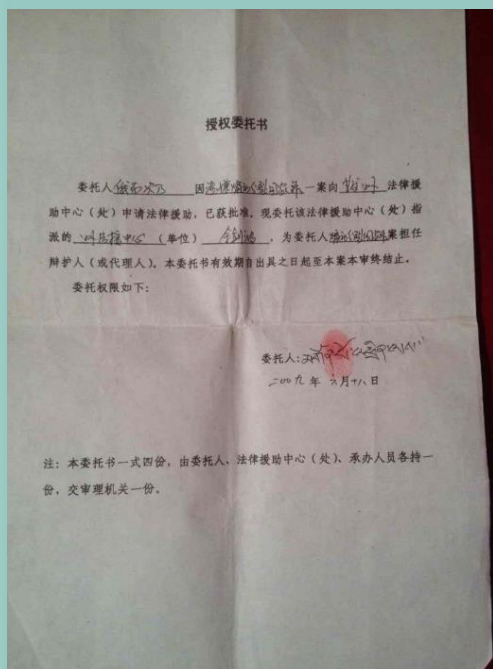 授权委托书
委托人 因 一案向 法律援
助中心（处）申请法律援助，已获批准，现委托该法律援助中心（处）指
派的 （单位） ，为委托人 案担任
辩护人（或代理人）。本委托书有效期自出具之日起至本案本审终结止。
委托权限如下：
委托人：
二00九年 六月十八日
注：本委托书一式四份，由委托人、法律援助中心（处）、承办人员各持一
份，交审理机关一份。